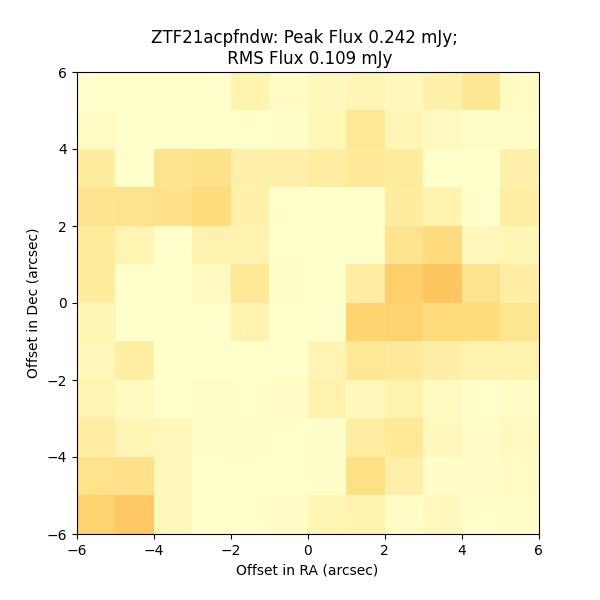 ZTF21acpfndw: Peak Flux 0.242 mJy;
RMS Flux 0.109 mJy
6
4
2
0
−2
−4
−6
Offset in Dec (arcsec)
−6 −4 −2 0 2 4 6
Offset in RA (arcsec)